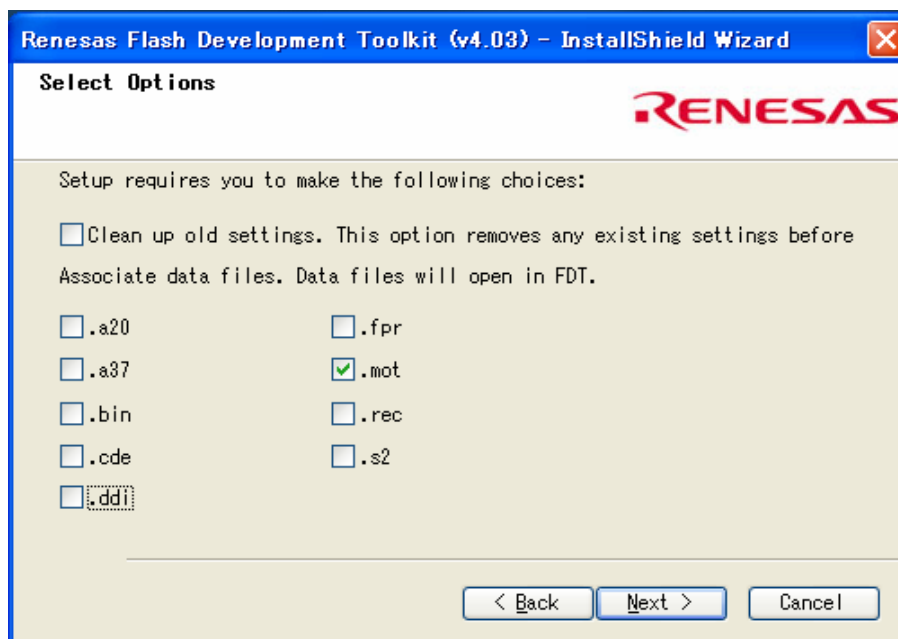 Renesas Flash Development Toolkit (v4.03) - InstallShield Wizard
Select Options
RENESAS
Setup requires you to make the following choices:
Clean up old settings. This option removes any existing settings before
Associate data files. Data files will open in FDT.
.a20 .fpr
.a37 .mot
.bin .rec
.cde .s2
.ddi
< Back Next > Cancel